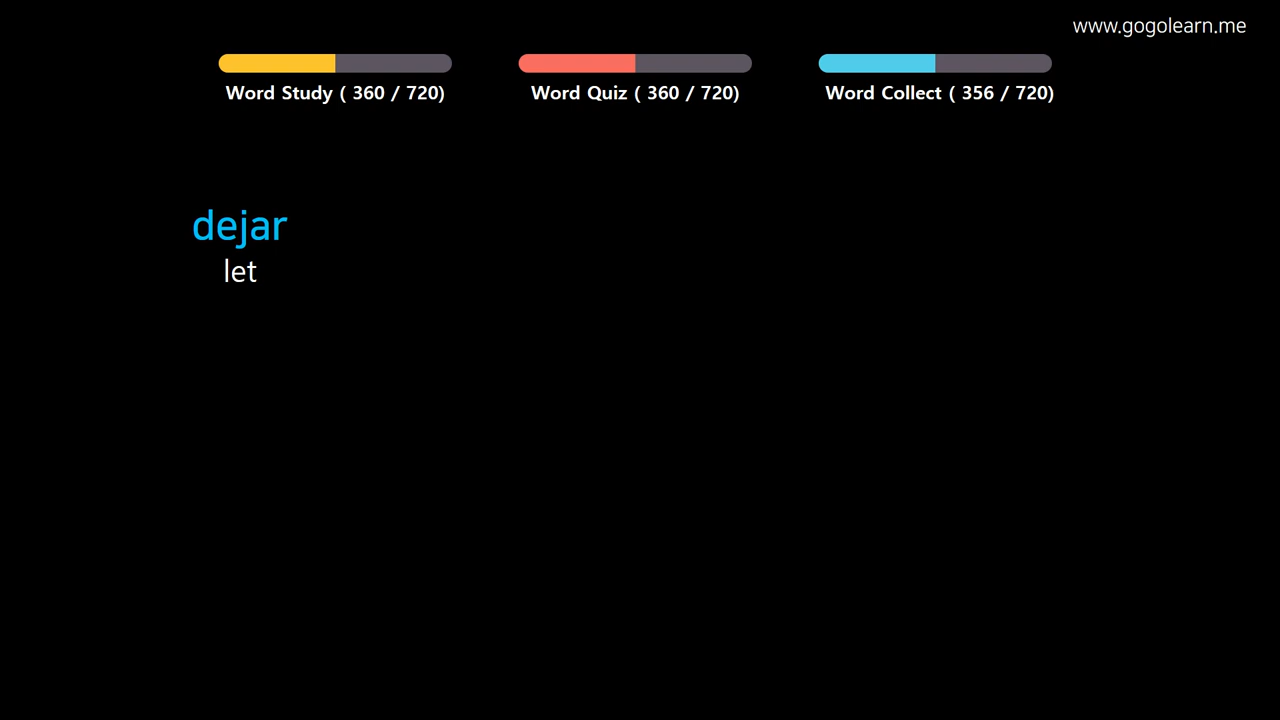 www.gogolearn.me
Word Study ( 360 / 720)
Word Quiz ( 360 / 720)
Word Collect ( 356 / 720)
dejar
let